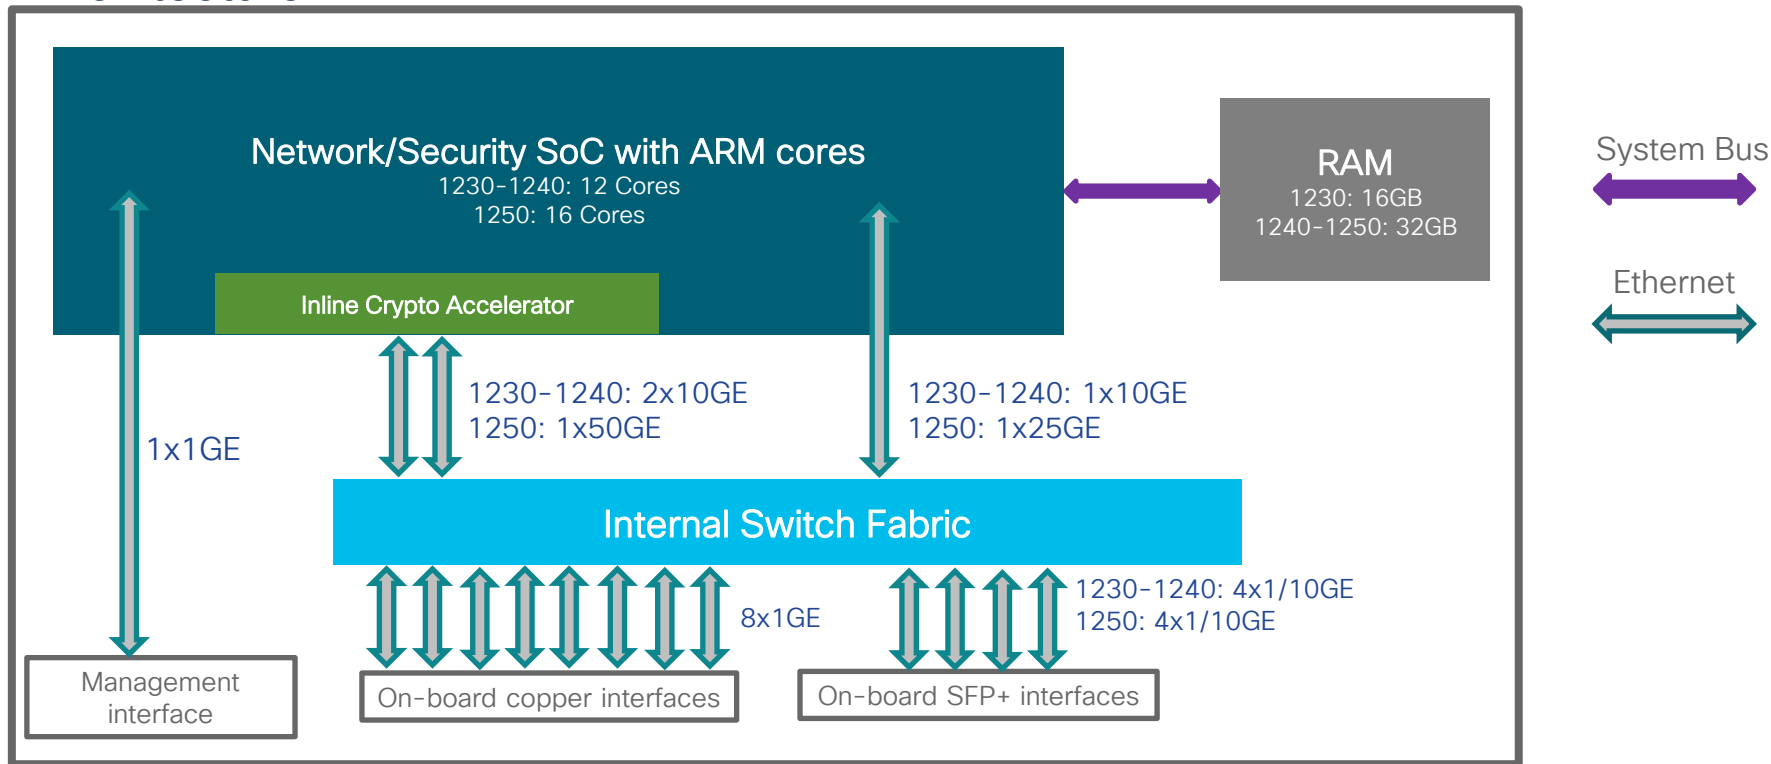 Network/Security SoC with ARM cores
1230-1240: 12 Cores
1250: 16 Cores
Inline Crypto Accelerator
RAM
1230: 16GB
1240-1250: 32GB
System Bus
Ethernet
1x1GE
1230-1240: 2x10GE
1250: 1x50GE
1230-1240: 1x10GE
1250: 1x25GE
Internal Switch Fabric
8x1GE
1230-1240: 4x1/10GE
1250: 4x1/10GE
Management
interface
On-board copper interfaces
On-board SFP+ interfaces